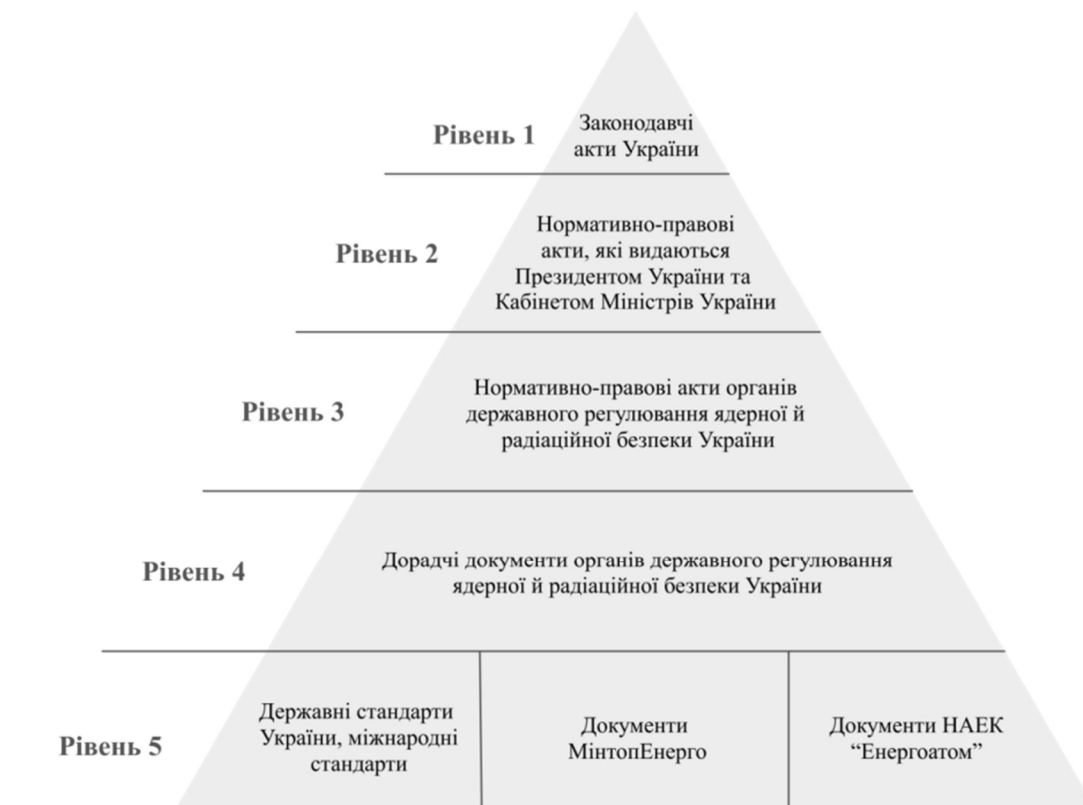 Рівень 1
Законодавчі
акти України
Рівень 2
Нормативно-правові
акти, які видаються
Президентом України та
Кабінетом Міністрів України
Рівень 3
Нормативно-правові акти органів
державного регулювання ядерної й
радіаційної безпеки України
Рівень 4
Дорадчі документи органів державного регулювання
ядерної й радіаційної безпеки України
Рівень 5
Державні стандарти
України, міжнародні
стандарти
Документи
МінтопЕнерго
Документи НАЕК
“Енергоатом”